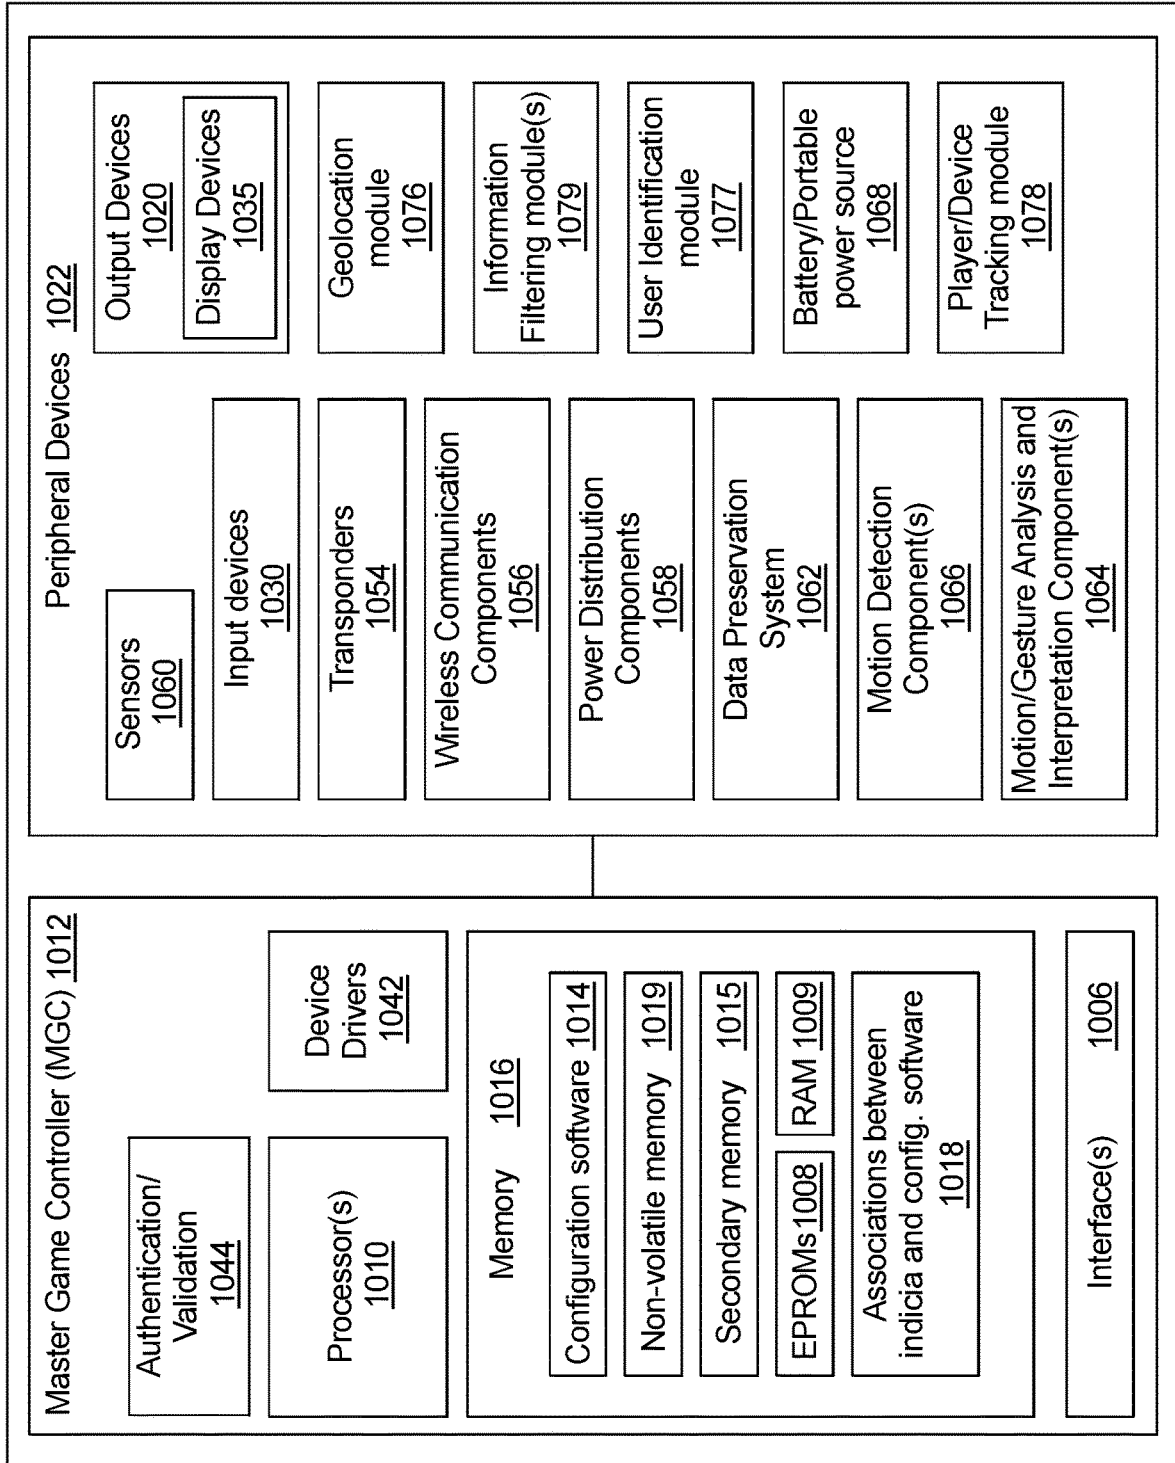 Master Game Controller (MGC) 1012
Authentication/
Validation
1044
Processor(s)
1010
Device
Drivers
1042
Memory 1016
Configuration software 1014
Non-volatile memory 1019
Secondary memory 1015
EPROMs1008
RAM 1009
Associations between
indicia and config. software
1018
Interface(s) 1006
Peripheral Devices 1022
Sensors
1060
Input devices
1030
Transponders
1054
Wireless Communication
Components
1056
Power Distribution
Components
1058
Data Preservation
System
1062
Motion Detection
Component(s)
1066
Motion/Gesture Analysis and
Interpretation Component(s)
1064
Output Devices
1020
Display Devices
1035
Geolocation
module
1076
Information
Filtering module(s)
1079
User Identification
module
1077
Battery/Portable
power source
1068
Player/Device
Tracking module
1078